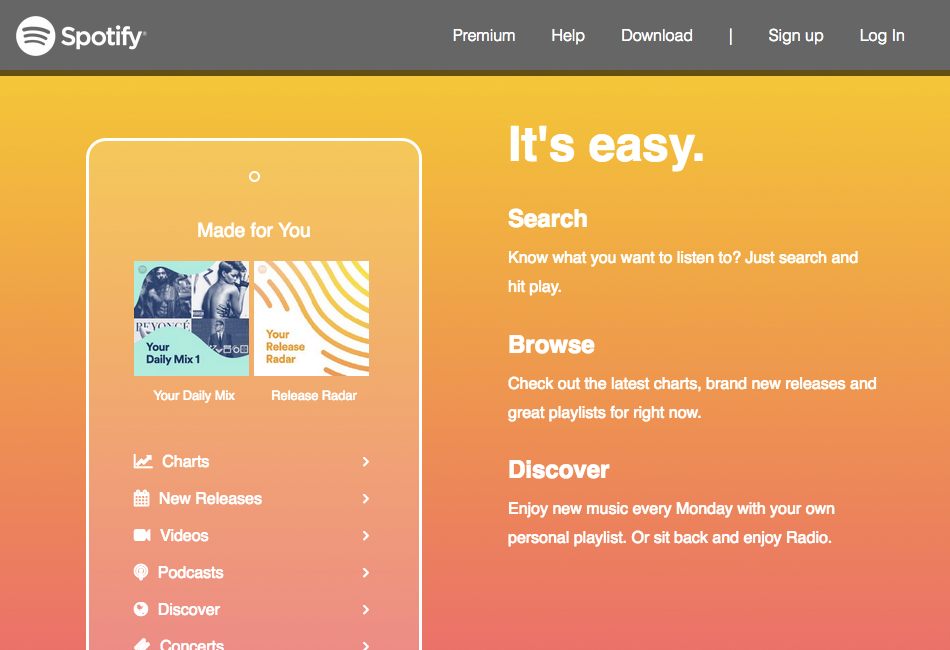 Spotify®
Premium Help Download | Sign up Log In
Made for You
BEYONCÉ
Your
Daily Mix 1
Your
Release
Radar
Your Daily Mix
Release Radar
Charts
New Releases
Videos
Podcasts
Discover
Concerts
It's easy.
Search
Know what you want to listen to? Just search and
hit play.
Browse
Check out the latest charts, brand new releases and
great playlists for right now.
Discover
Enjoy new music every Monday with your own
personal playlist. Or sit back and enjoy Radio.